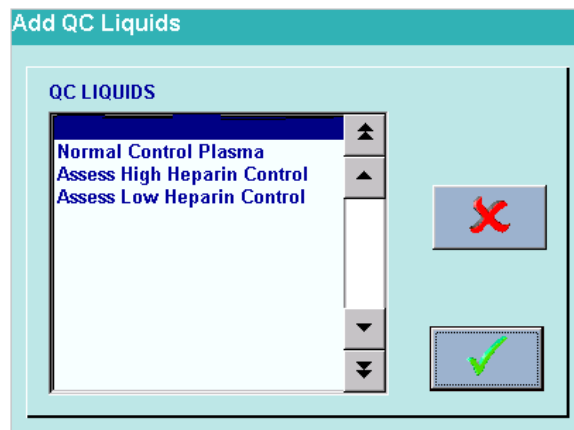 Add QC Liquids
QC LIQUIDS
Normal Control Plasma
Assess High Heparin Control
Assess Low Heparin Control